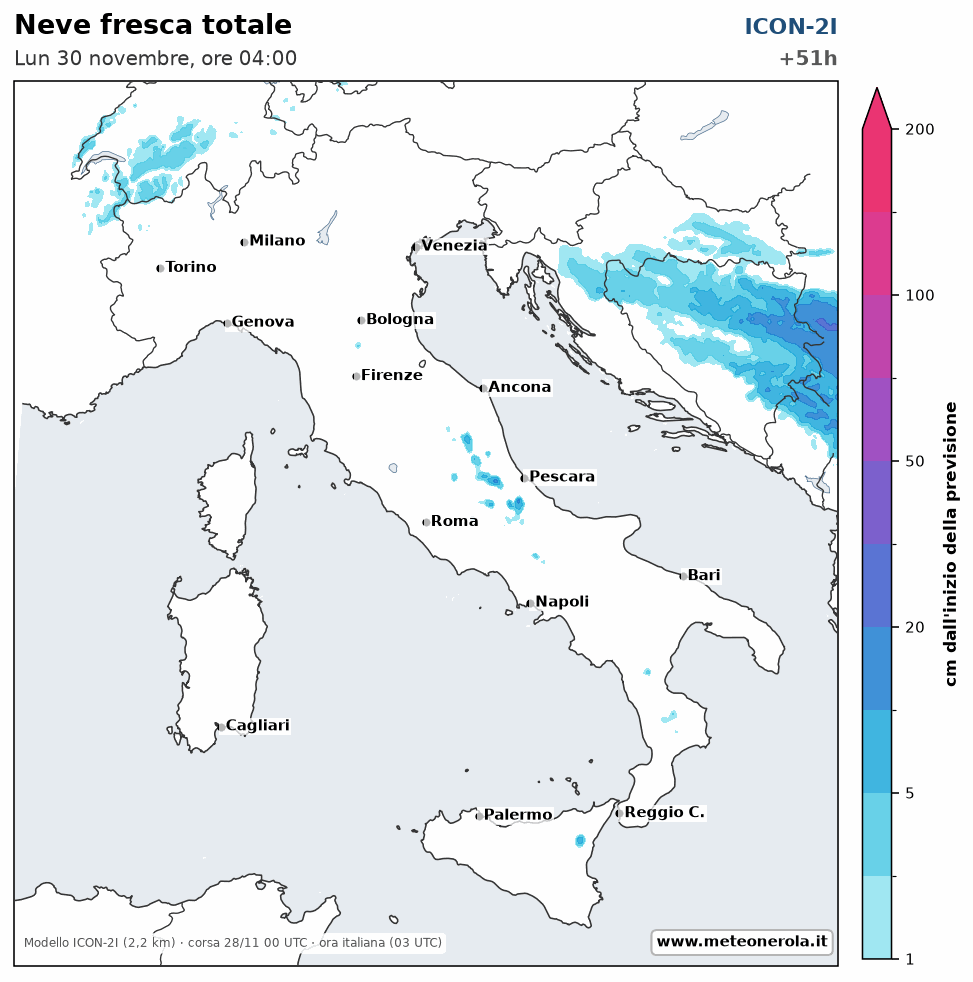 Neve fresca totale
ICON-2I
Lun 30 novembre, ore 04:00
+51h
200
100
50
20
5
1
cm dall'inizio della previsione
Milano
Venezia
Torino
Genova
Bologna
Firenze
Ancona
Pescara
Roma
Bari
Napoli
Cagliari
Palermo
Reggio C.
Modello ICON-2I (2,2 km) · corsa 28/11 00 UTC · ora italiana (03 UTC)
www.meteonerola.it